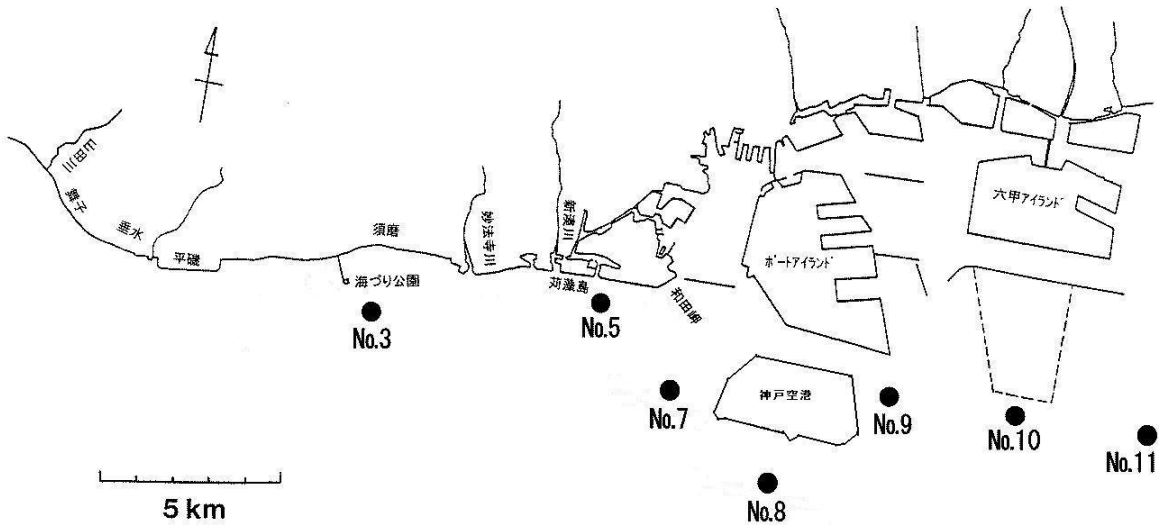 山田川
舞子
垂水
平磯
須磨
海づり公園
妙法寺川
新湊川
苅藻島
和田岬
ポートアイランド
六甲アイランド
神戸空港
No.3
No.5
No.7
No.8
No.9
No.10
No.11
5 km